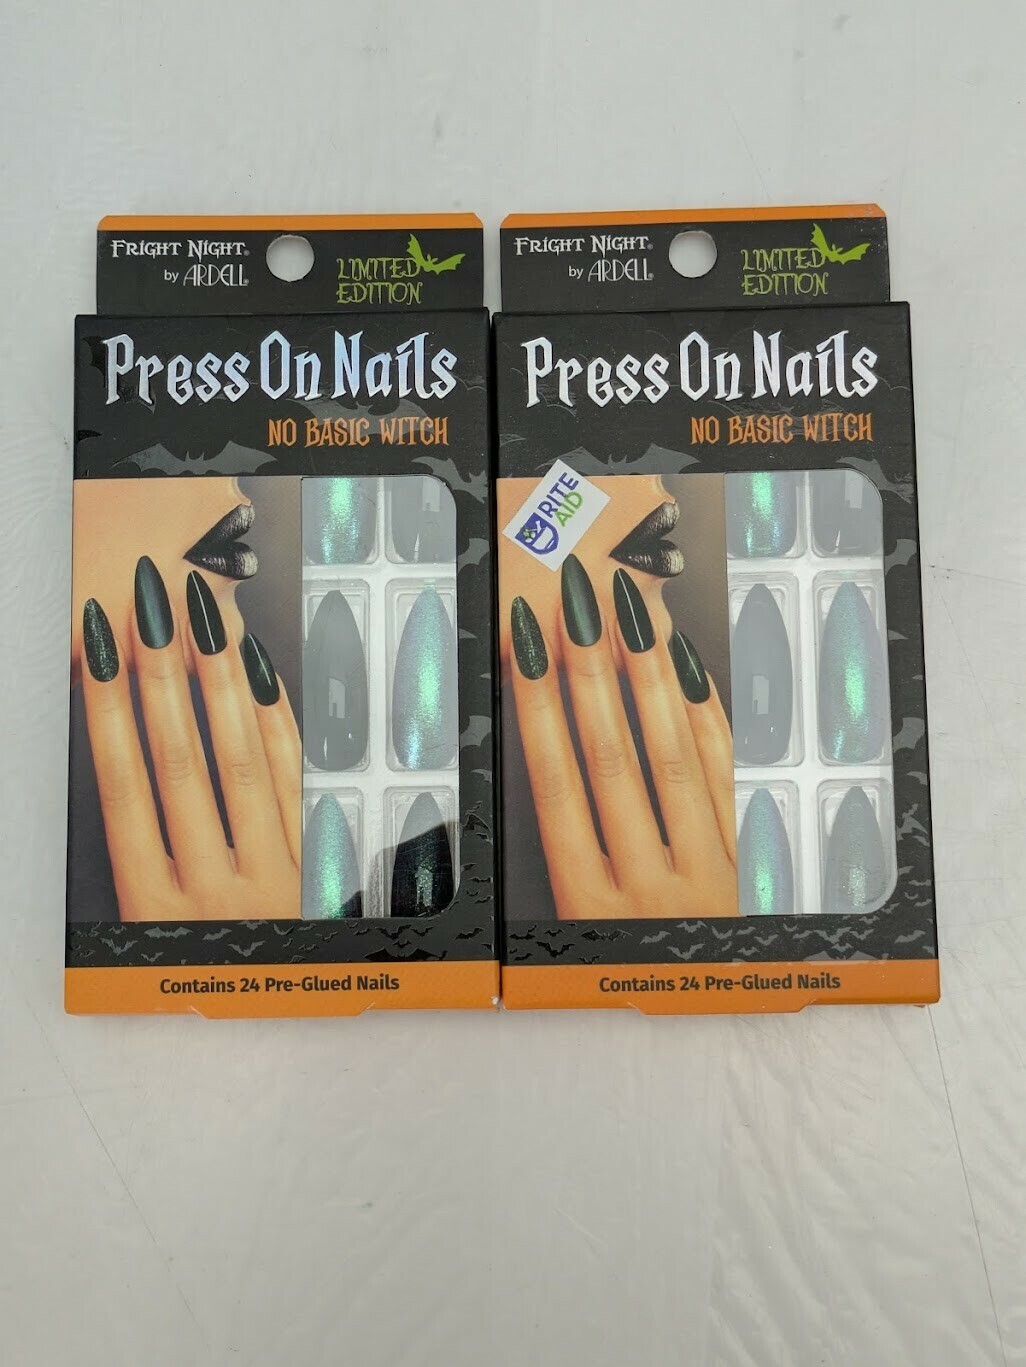 FRIGHT NIGHT®
by ARDELL®
LIMITED
EDITION
Press On Nails
NO BASIC WITCH
Contains 24 Pre-Glued Nails
FRIGHT NIGHT®
by ARDELL®
LIMITED
EDITION
Press On Nails
NO BASIC WITCH
RITE
AID
Contains 24 Pre-Glued Nails